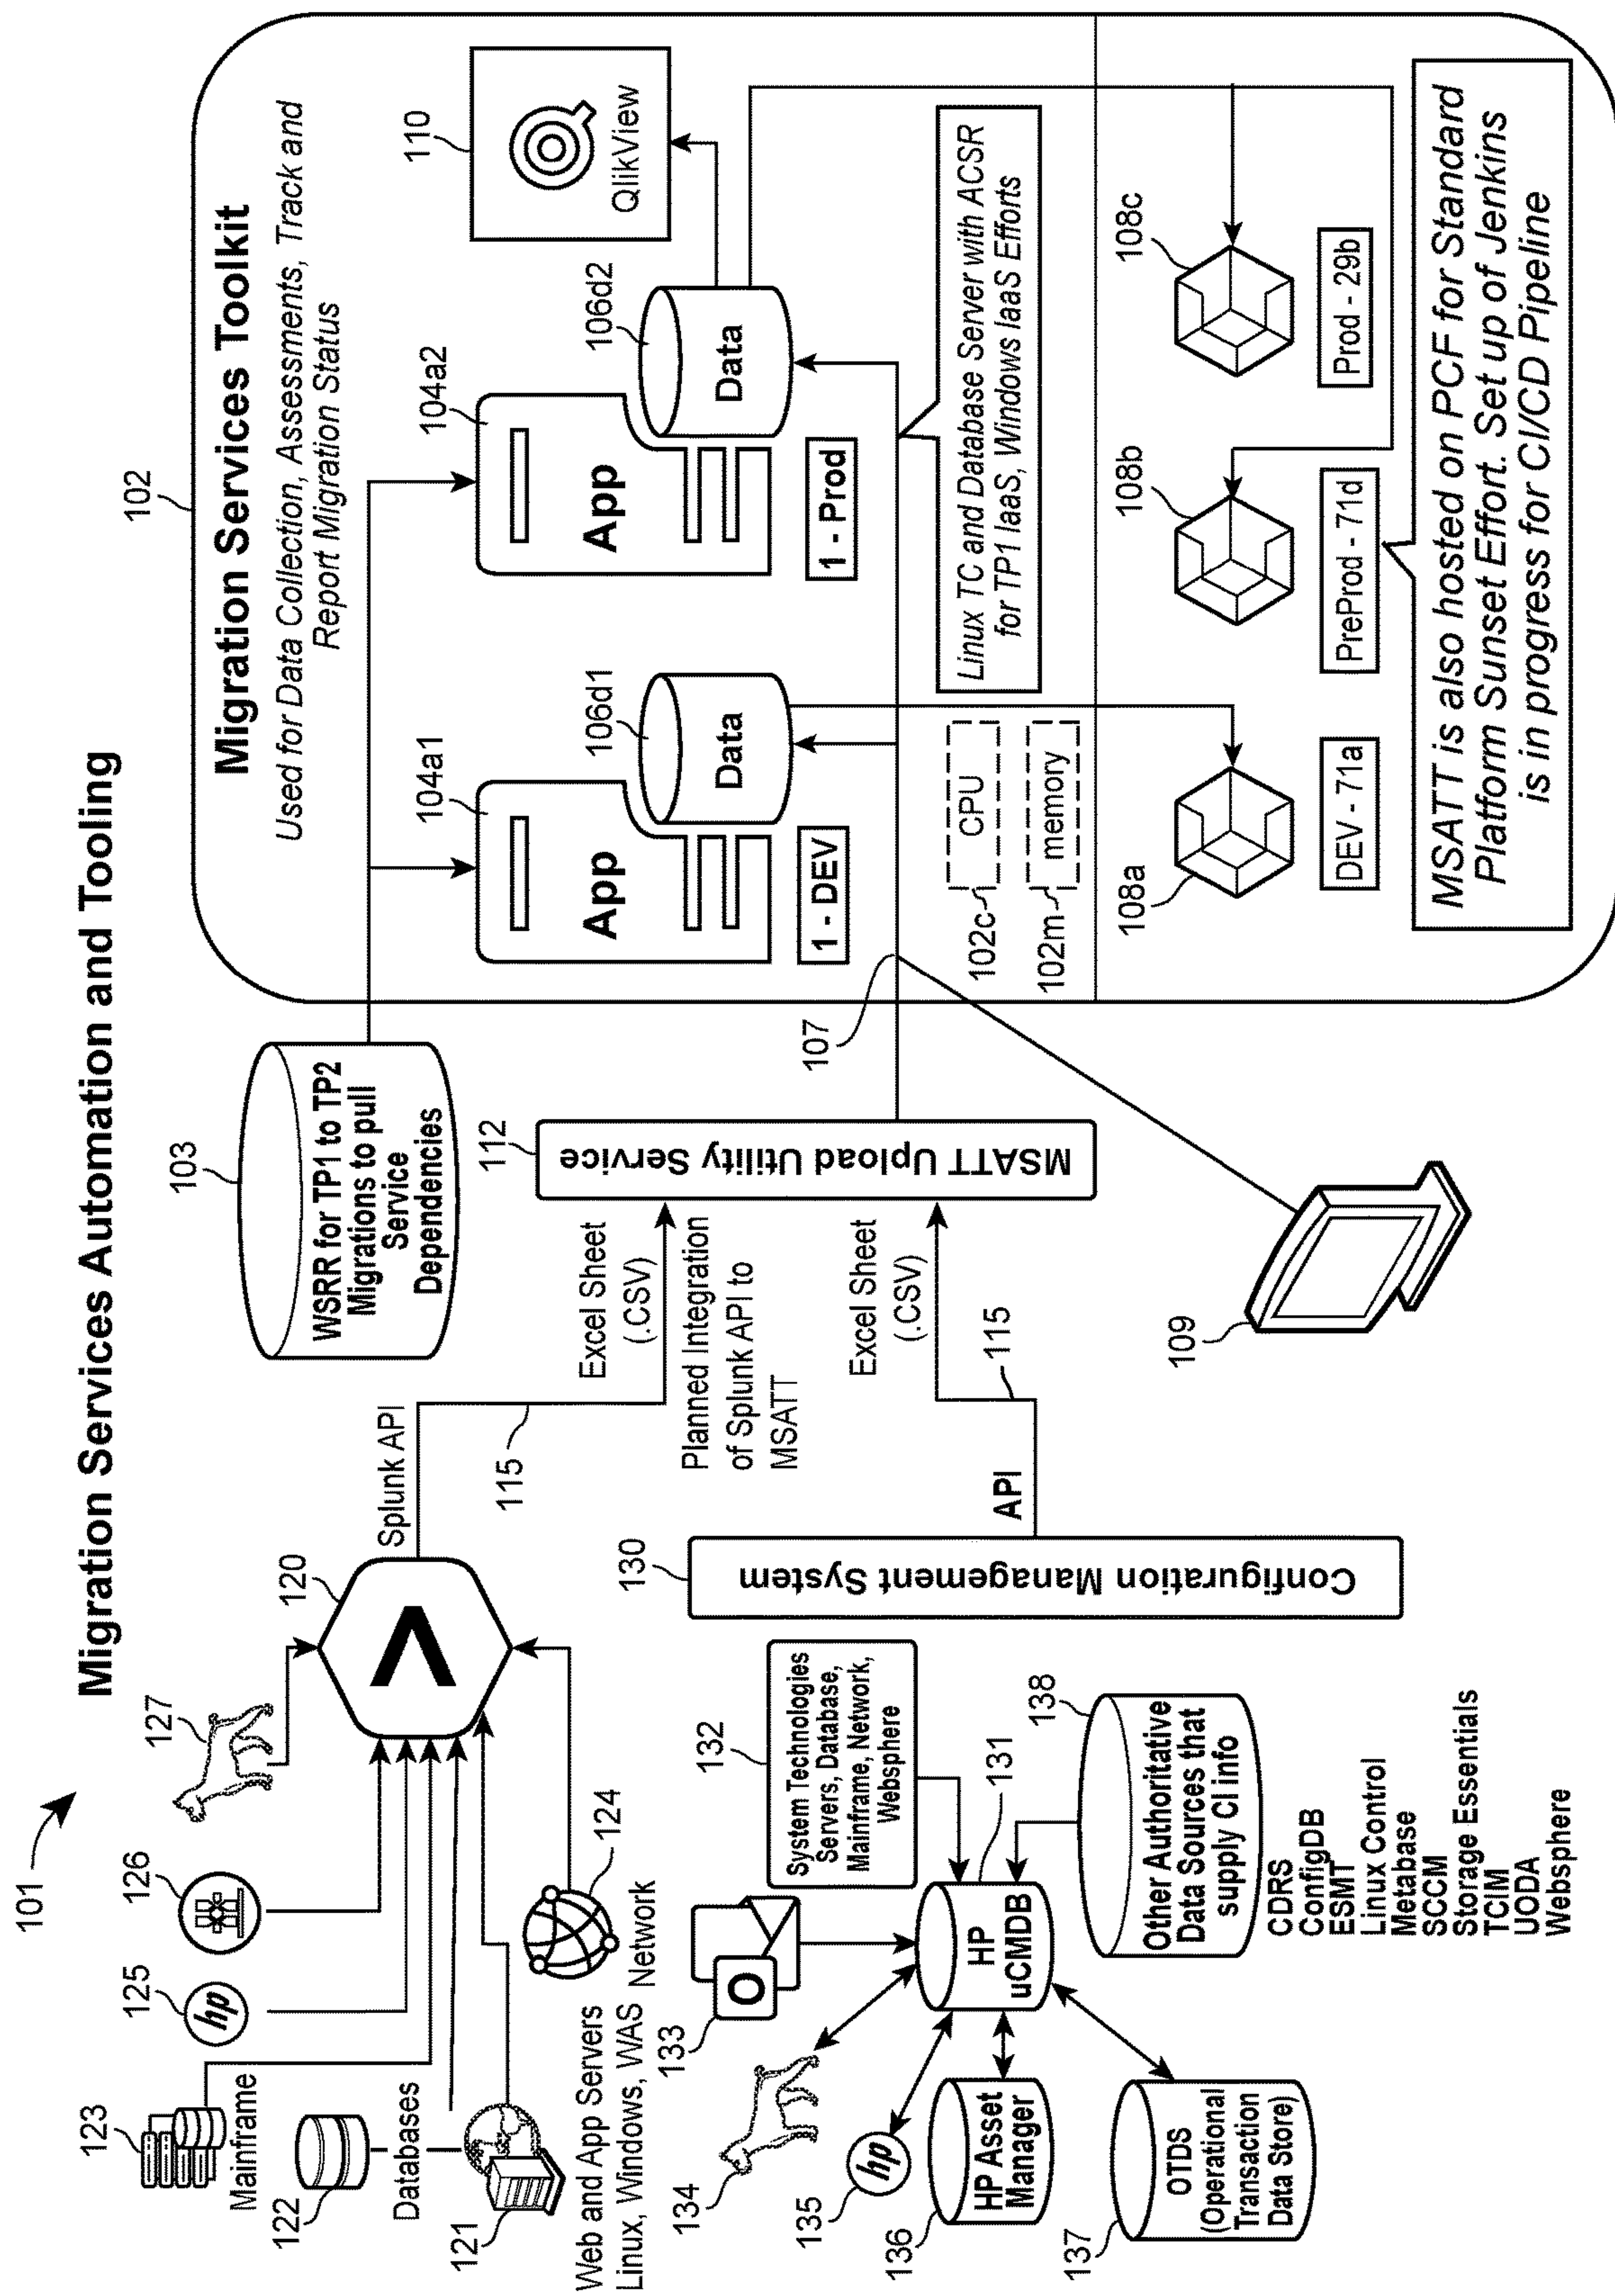 Migration Services Automation and Tooling
101
123
Mainframe
122
Databases
121
Web and App Servers
Linux, Windows, WAS
125
hp
126
127
124
Network
120
>
Splunk API
115
Excel Sheet
(.CSV)
Planned Integration
of Splunk API to
MSATT
103
WSRR for TP1 to TP2
Migrations to pull
Service
Dependencies
112
MSATT Upload Utility Service
Excel Sheet
(.CSV)
115
API
130
Configuration Management System
132
System Technologies
Servers, Database,
Mainframe, Network,
Websphere
133
O
134
135
hp
136
HP Asset
Manager
137
OTDS
(Operational
Transaction
Data Store)
131
HP
uCMDB
138
Other Authoritative
Data Sources that
supply CI info
CDRS
ConfigDB
ESMT
Linux Control
Metabase
SCCM
Storage Essentials
TCIM
UODA
Websphere
109
107
102
Migration Services Toolkit
Used for Data Collection, Assessments, Track and
Report Migration Status
104a1
App
106d1
Data
1 - DEV
104a2
App
106d2
Data
1 - Prod
110
QlikView
102c
CPU
102m
memory
Linux TC and Database Server with ACSR
for TP1 IaaS, Windows IaaS Efforts
108a
DEV - 71a
108b
PreProd - 71d
108c
Prod - 29b
MSATT is also hosted on PCF for Standard
Platform Sunset Effort. Set up of Jenkins
is in progress for CI/CD Pipeline